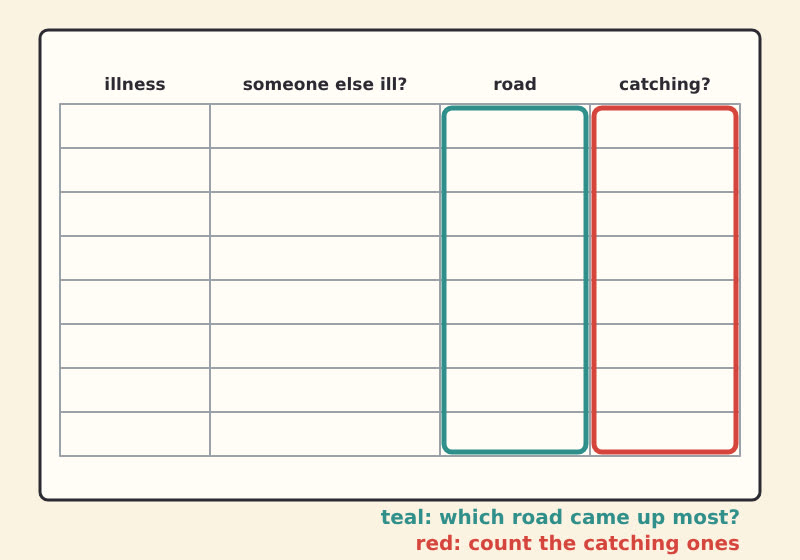 illness someone else ill? road catching?
teal: which road came up most?
red: count the catching ones